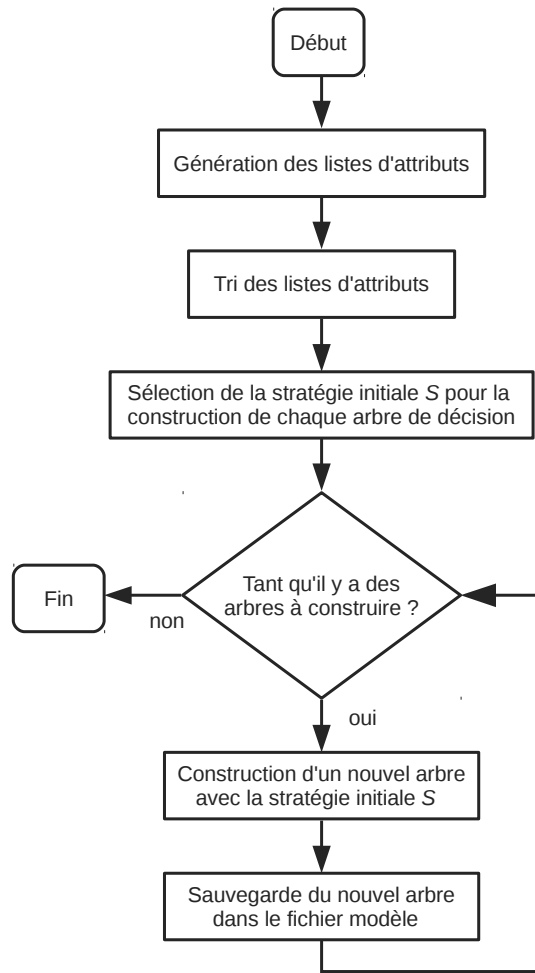 Début
Génération des listes d'attributs
Tri des listes d'attributs
Sélection de la stratégie initiale S pour la
construction de chaque arbre de décision
Tant qu'il y a des
arbres à construire ?
Fin
non
oui
Construction d'un nouvel arbre
avec la stratégie initiale S
Sauvegarde du nouvel arbre
dans le fichier modèle